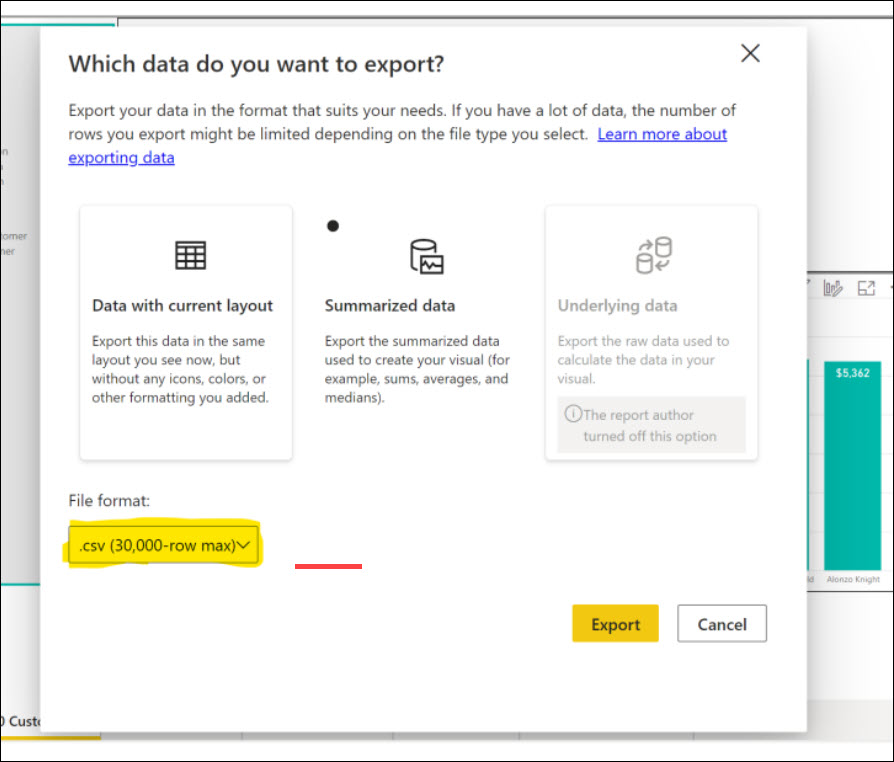 Which data do you want to export?
Export your data in the format that suits your needs. If you have a lot of data, the number of
rows you export might be limited depending on the file type you select. Learn more about
exporting data
Data with current layout
Export this data in the same
layout you see now, but
without any icons, colors, or
other formatting you added.
Summarized data
Export the summarized data
used to create your visual (for
example, sums, averages, and
medians).
Underlying data
Export the raw data used to
calculate the data in your
visual.
The report author
turned off this option
$5,362
Alonzo Knight
File format:
.csv (30,000-row max)
Export
Cancel